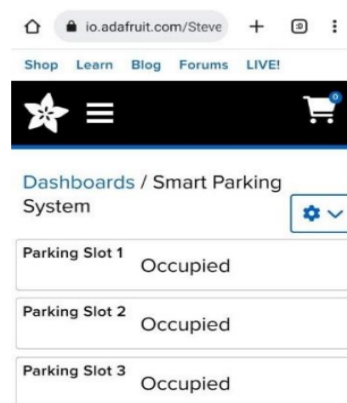 io.adafruit.com/Steve
:D
Shop Learn Blog Forums LIVE!
0
Dashboards / Smart Parking
System
Parking Slot 1
Occupied
Parking Slot 2
Occupied
Parking Slot 3
Occupied